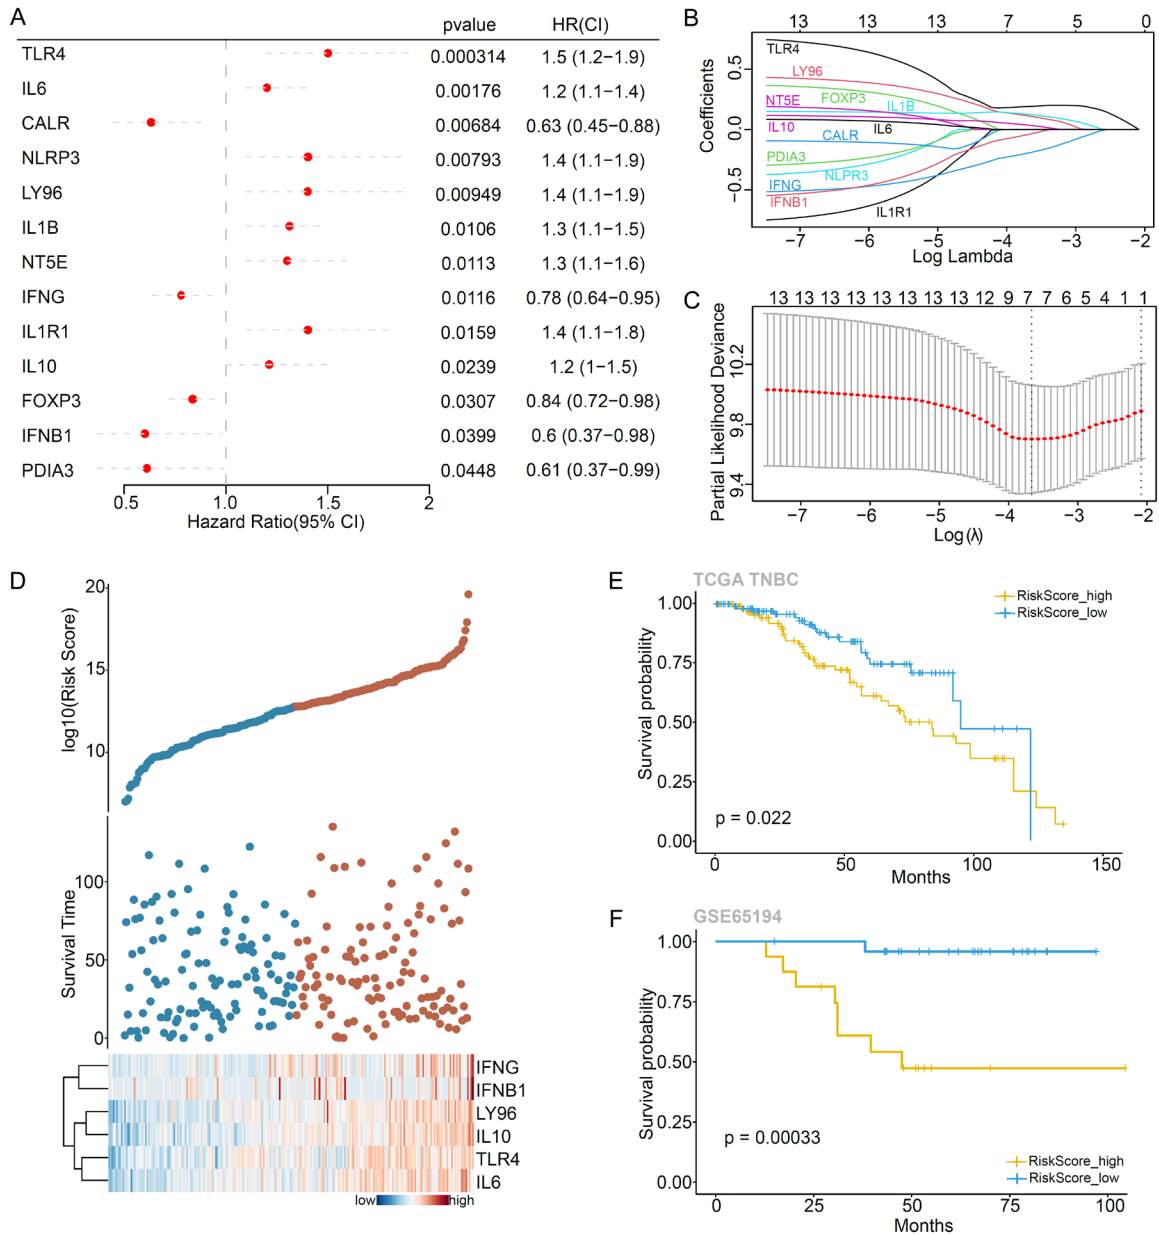 A
pvalue HR(CI)
TLR4 0.000314 1.5 (1.2−1.9)
IL6 0.00176 1.2 (1.1−1.4)
CALR 0.00684 0.63 (0.45−0.88)
NLRP3 0.00793 1.4 (1.1−1.9)
LY96 0.00949 1.4 (1.1−1.9)
IL1B 0.0106 1.3 (1.1−1.5)
NT5E 0.0113 1.3 (1.1−1.6)
IFNG 0.0116 0.78 (0.64−0.95)
IL1R1 0.0159 1.4 (1.1−1.8)
IL10 0.0239 1.2 (1−1.5)
FOXP3 0.0307 0.84 (0.72−0.98)
IFNB1 0.0399 0.6 (0.37−0.98)
PDIA3 0.0448 0.61 (0.37−0.99)
0.5 1.0 1.5 2
Hazard Ratio(95% CI)
B
13 13 13 7 5 0
Coefficients
0.5
0.0
−0.5
TLR4
LY96
NT5E
FOXP3
IL1B
IL10
IL6
CALR
PDIA3
NLPR3
IFNG
IFNB1
IL1R1
−7 −6 −5 −4 −3 −2
Log Lambda
C
13 13 13 13 13 13 13 13 12 9 7 7 6 5 4 1 1
Partial Likelihood Deviance
10.2
9.8
9.4
−7 −6 −5 −4 −3 −2
Log(λ)
D
log10(Risk Score)
20
15
10
Survival Time
100
50
0
IFNG
IFNB1
LY96
IL10
TLR4
IL6
low high
E
TCGA TNBC
RiskScore_high
RiskScore_low
Survival probability
1.00
0.75
0.50
0.25
0.00
p = 0.022
0 50 100 150
Months
F
GSE65194
Survival probability
1.00
0.75
0.50
0.25
0.00
p = 0.00033
RiskScore_high
RiskScore_low
0 25 50 75 100
Months